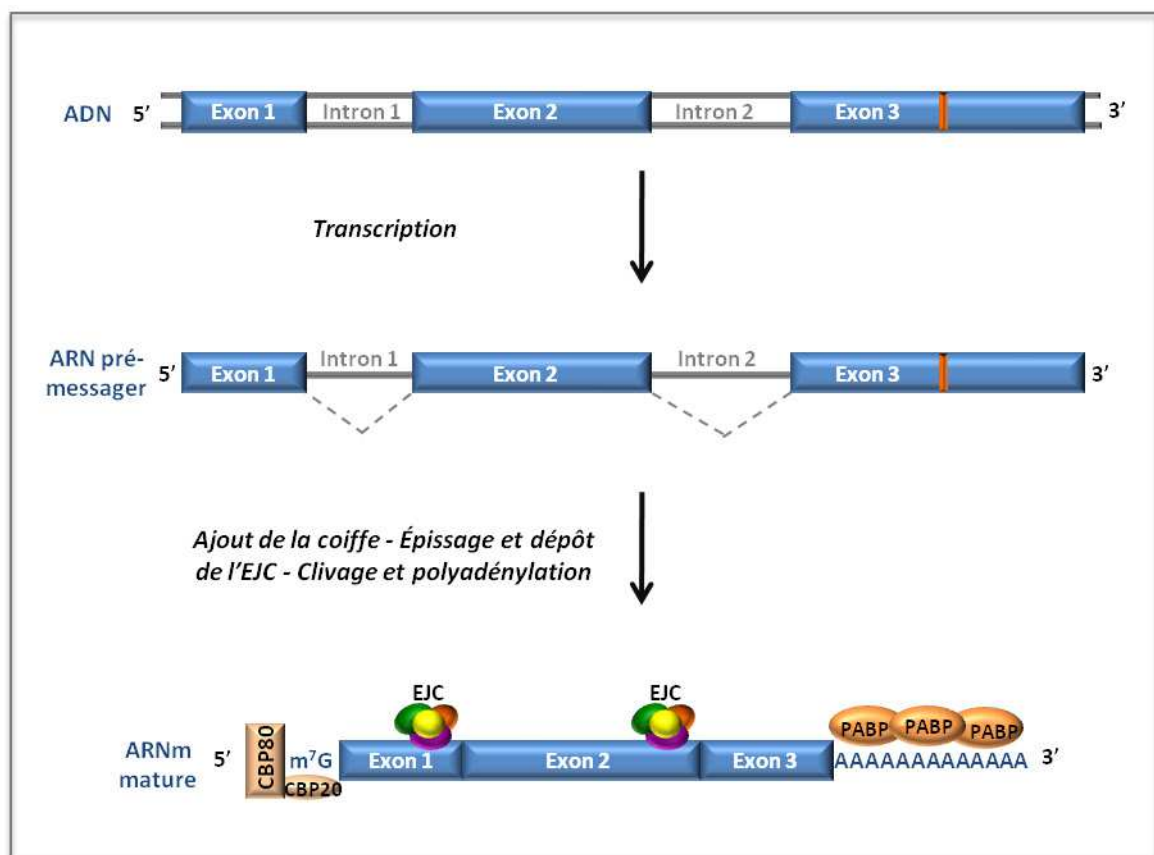 ADN 5’ Exon 1 Intron 1 Exon 2 Intron 2 Exon 3 3’
Transcription
ARN pré-
messager
5’ Exon 1 Intron 1 Exon 2 Intron 2 Exon 3 3’
Ajout de la coiffe - Épissage et dépôt
de l’EJC - Clivage et polyadénylation
EJC EJC
PABP PABP PABP
ARNm
mature
5’ CBP80 m⁷G Exon 1 Exon 2 Exon 3 AAAAAAAAAAAAA 3’
CBP20